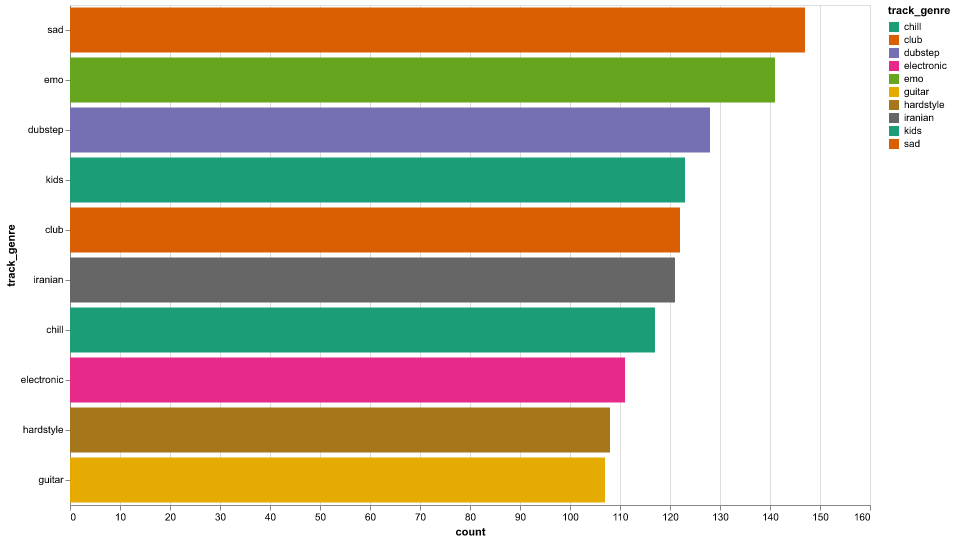 track_genre
chill
club
dubstep
electronic
emo
guitar
hardstyle
iranian
kids
sad
track_genre
sad
emo
dubstep
kids
club
iranian
chill
electronic
hardstyle
guitar
0 10 20 30 40 50 60 70 80 90 100 110 120 130 140 150 160
count